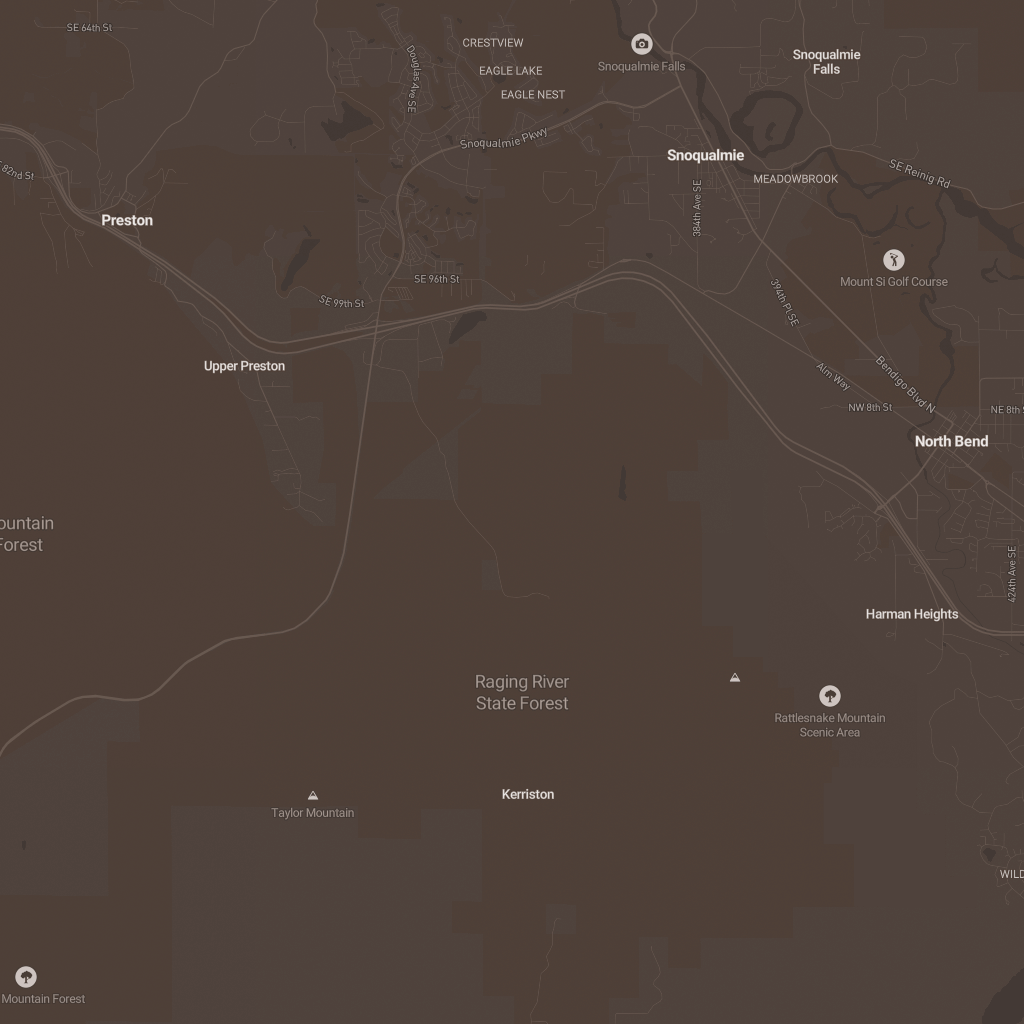 SE 64th St
CRESTVIEW
Snoqualmie Falls
Snoqualmie
Falls
EAGLE LAKE
Douglas Ave SE
EAGLE NEST
Snoqualmie Pkwy
Snoqualmie
82nd St
SE Reinig Rd
MEADOWBROOK
384th Ave SE
Preston
SE 96th St
Mount Si Golf Course
SE 99th St
394th Pl SE
Upper Preston
Alm Way
Bendigo Blvd N
NW 8th St
NE 8th
North Bend
ountain
Forest
424th Ave SE
Harman Heights
Raging River
State Forest
Rattlesnake Mountain
Scenic Area
Kerriston
Taylor Mountain
WILD
Mountain Forest